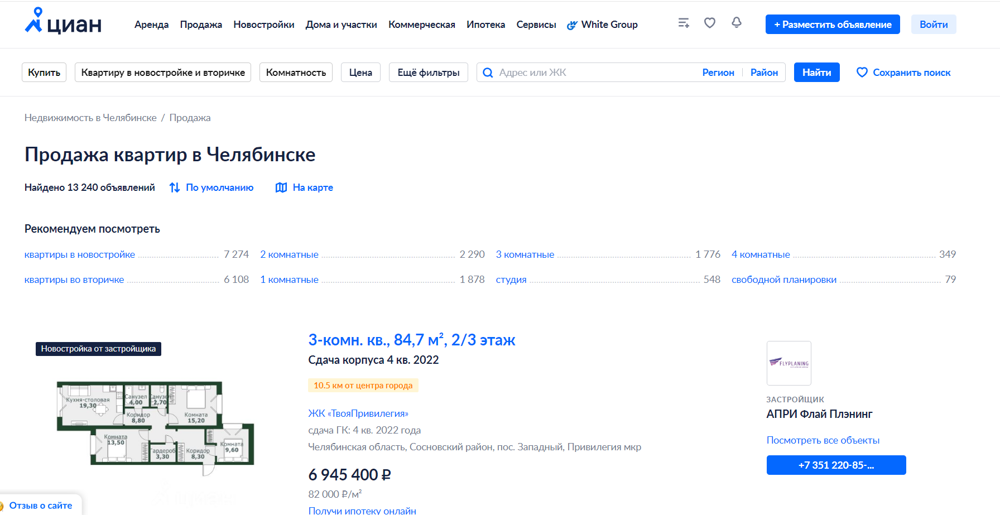 циан
Аренда Продажа Новостройки Дома и участки Коммерческая Ипотека Сервисы White Group
+ Разместить объявление Войти
Купить Квартиру в новостройке и вторичке Комнатность Цена Ещё фильтры Адрес или ЖК Регион Район Найти Сохранить поиск
Недвижимость в Челябинске / Продажа
Продажа квартир в Челябинске
Найдено 13 240 объявлений По умолчанию На карте
Рекомендуем посмотреть
квартиры в новостройке 7 274 2 комнатные 2 290 3 комнатные 1 776 4 комнатные 349
квартиры во вторичке 6 108 1 комнатные 1 878 студия 548 свободной планировки 79
Новостройка от застройщика
Кухня-столовая
19,30
Санузел
4,00
Санузел
2,70
Коридор
8,80
Комната
15,20
Комната
13,50
Гардероб
3,30
Коридор
8,30
Комната
9,60
3-комн. кв., 84,7 м², 2/3 этаж
Сдача корпуса 4 кв. 2022
10.5 км от центра города
ЖК «ТвояПривилегия»
сдача ГК: 4 кв. 2022 года
Челябинская область, Сосновский район, пос. Западный, Привилегия мкр
6 945 400 ₽
82 000 ₽/м²
Получи ипотеку онлайн
FLYPLANING
ЗАСТРОЙЩИК
АПРИ Флай Плэнинг
Посмотреть все объекты
+7 351 220-85-...
Отзыв о сайте